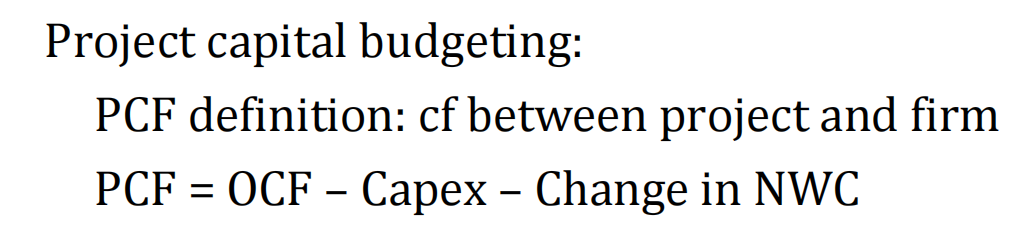 Project capital budgeting:
PCF definition: cf between project and firm
PCF = OCF – Capex – Change in NWC